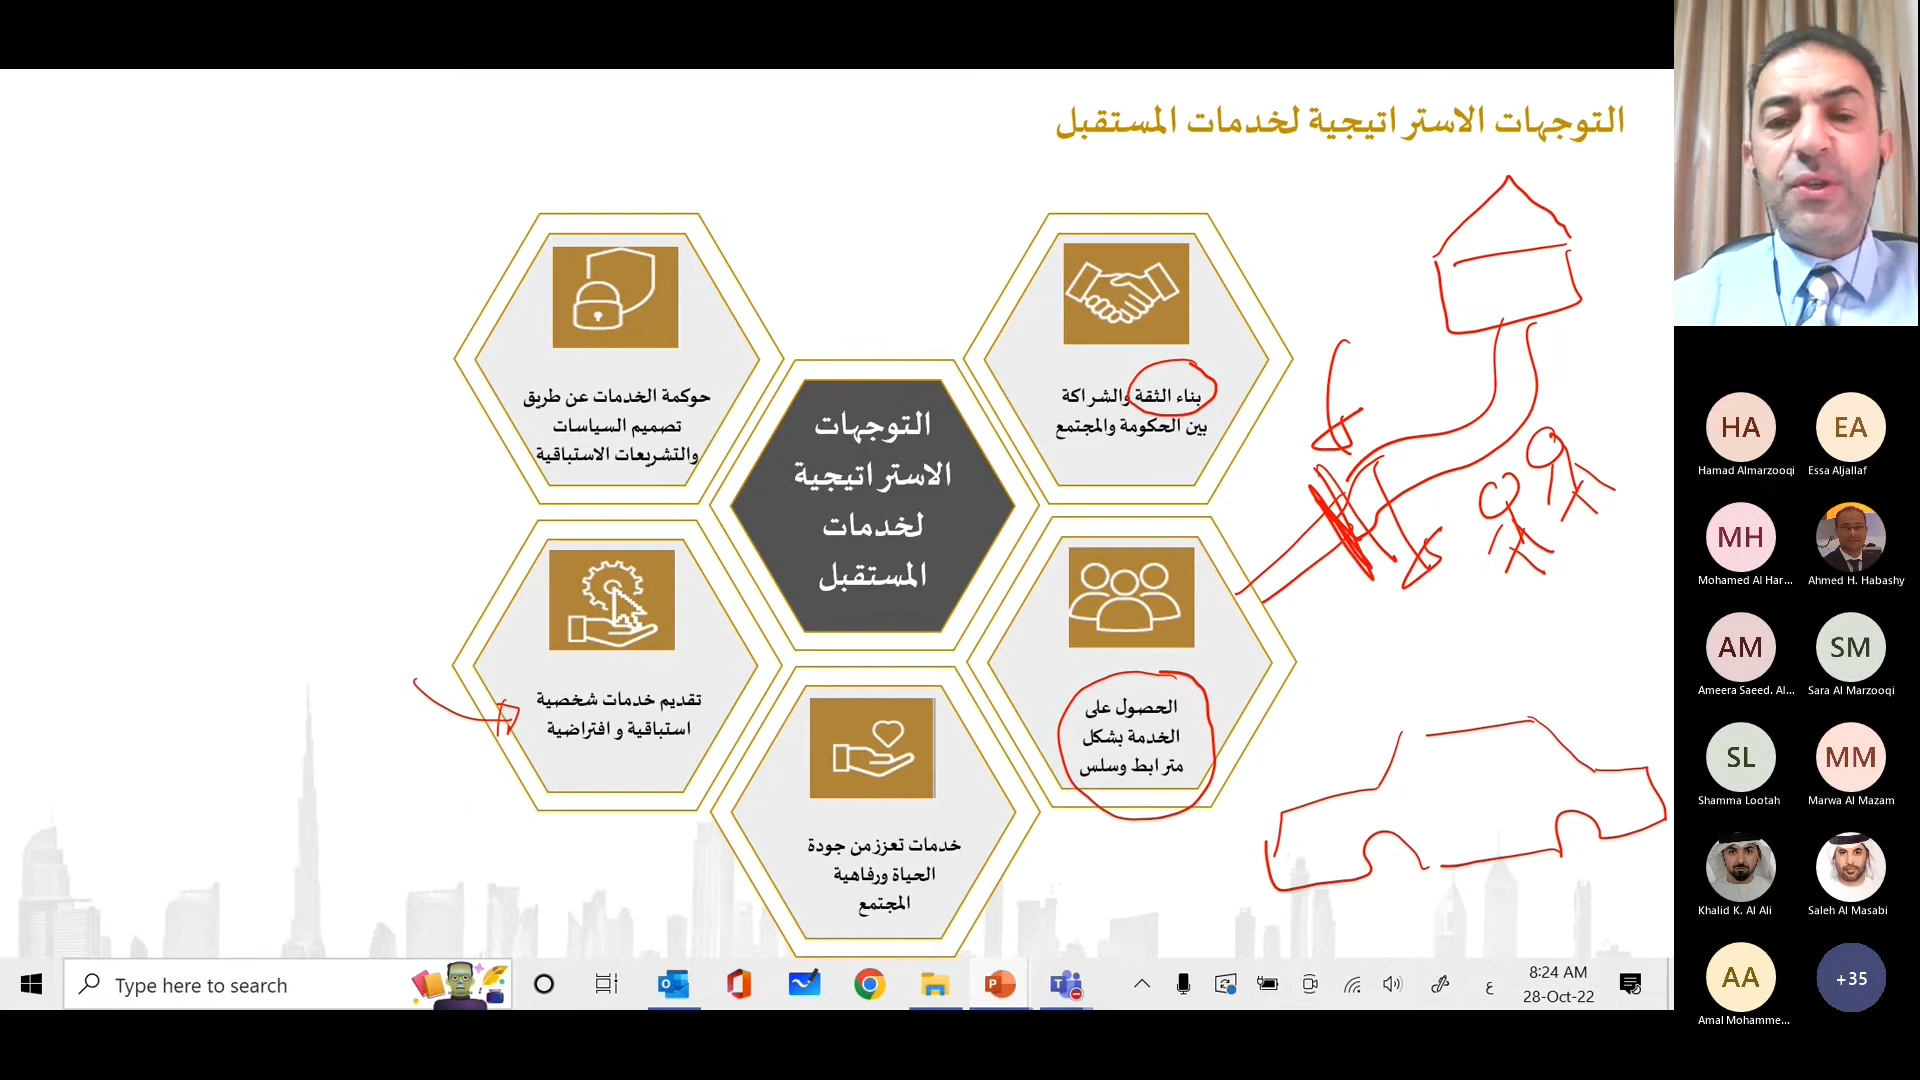 التوجهات الاستراتيجية لخدمات المستقبل
بناء الثقة والشراكة
بين الحكومة والمجتمع
حوكمة الخدمات عن طريق
تصميم السياسات
والتشريعات الاستباقية
التوجهات
الاستراتيجية
لخدمات
المستقبل
الحصول على
الخدمة بشكل
مترابط وسلس
تقديم خدمات شخصية
استباقية و افتراضية
خدمات تعزز من جودة
الحياة ورفاهية
المجتمع
HA
EA
Hamad Almarzooqi
Essa Aljallaf
MH
Mohamed Al Har...
Ahmed H. Habashy
AM
SM
Ameera Saeed. Al...
Sara Al Marzooqi
SL
MM
Shamma Lootah
Marwa Al Mazam
Khalid K. Al Ali
Saleh Al Masabi
AA
+35
Amal Mohamme...
Type here to search
ع
8:24 AM
28-Oct-22